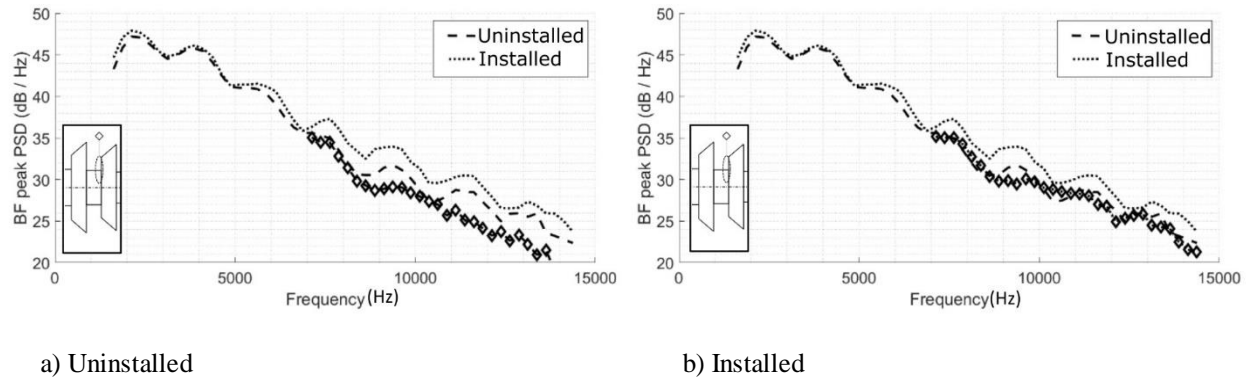 50
45
40
35
30
25
20
BF peak PSD (dB / Hz)
Uninstalled
Installed
0
5000
10000
15000
Frequency(Hz)
50
45
40
35
30
25
20
BF peak PSD (dB / Hz)
Uninstalled
Installed
0
5000
10000
15000
Frequency(Hz)
a) Uninstalled
b) Installed